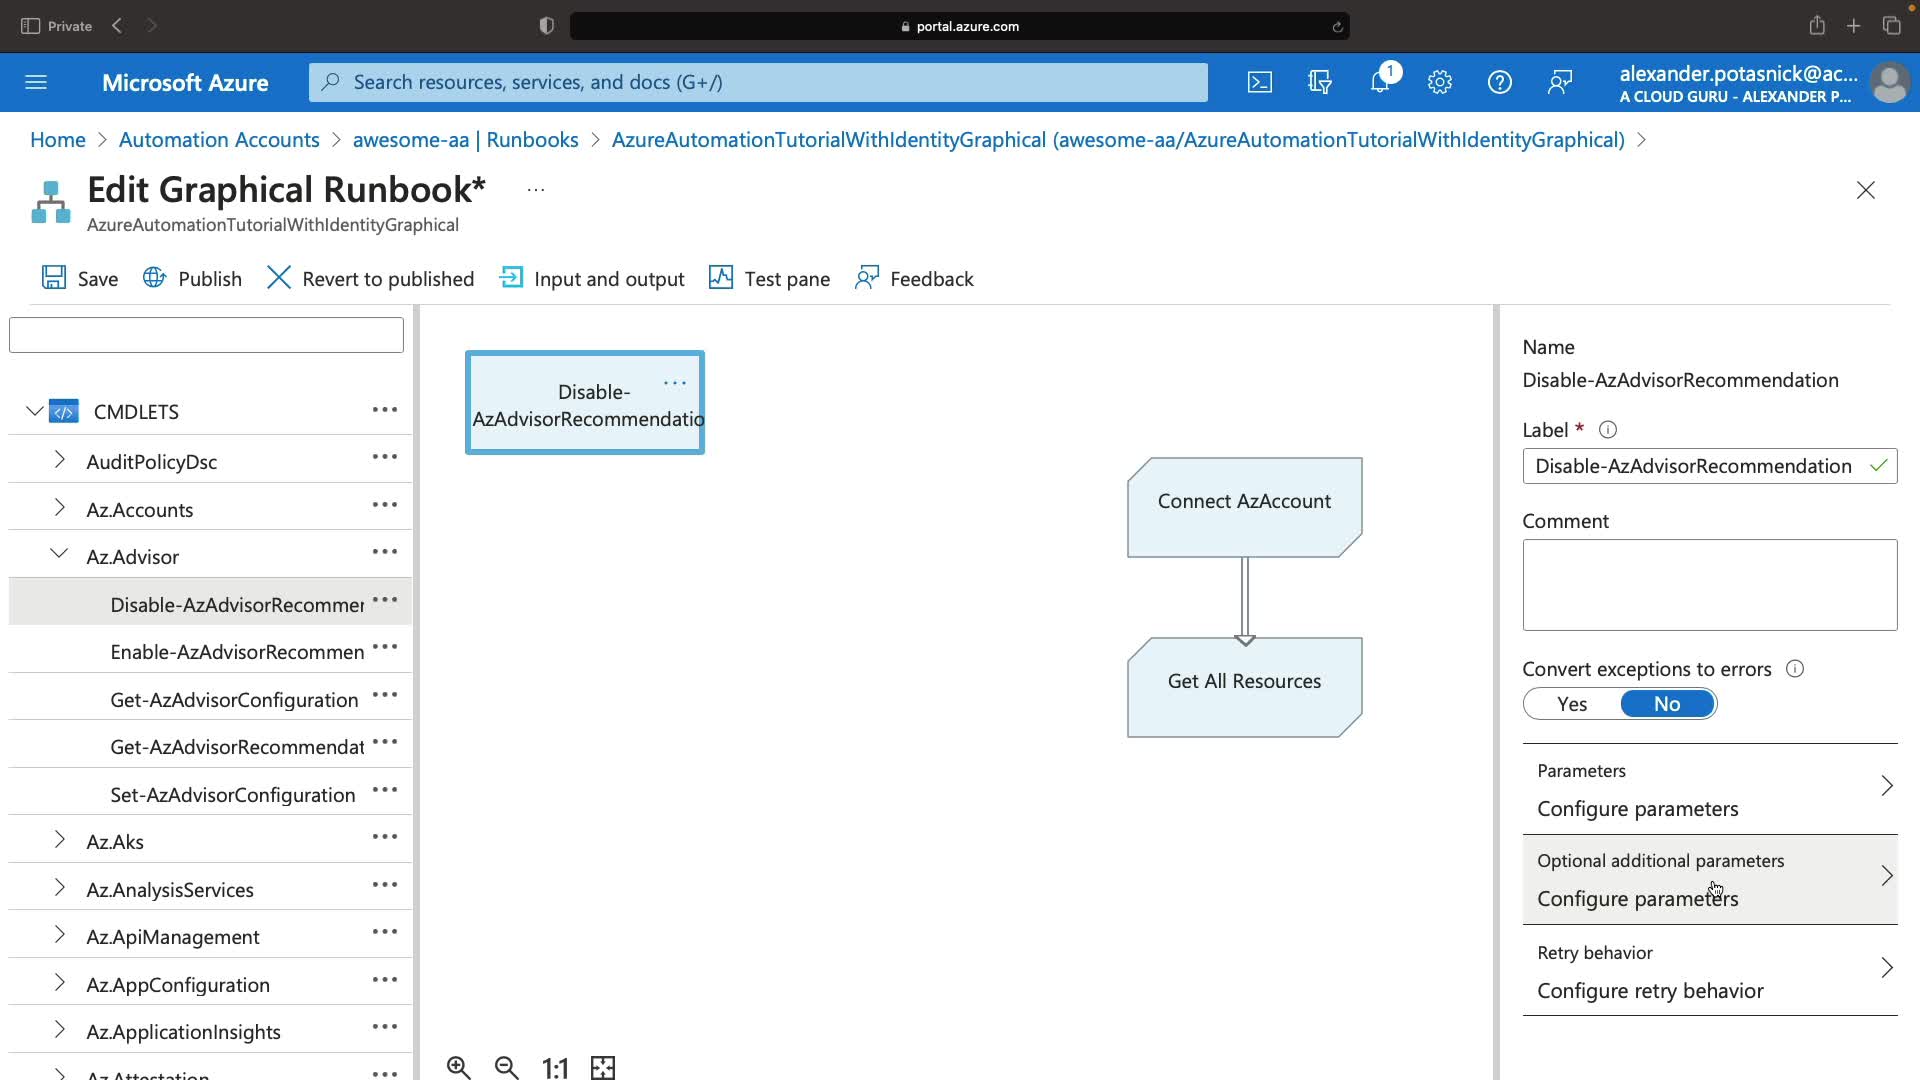 Private
portal.azure.com
Microsoft Azure
Search resources, services, and docs (G+/)
1
alexander.potasnick@ac...
A CLOUD GURU - ALEXANDER P...
Home > Automation Accounts > awesome-aa | Runbooks > AzureAutomationTutorialWithIdentityGraphical (awesome-aa/AzureAutomationTutorialWithIdentityGraphical) >
Edit Graphical Runbook* ...
AzureAutomationTutorialWithIdentityGraphical
Save Publish Revert to published Input and output Test pane Feedback
CMDLETS
AuditPolicyDsc
Az.Accounts
Az.Advisor
Disable-AzAdvisorRecommer
Enable-AzAdvisorRecommen
Get-AzAdvisorConfiguration
Get-AzAdvisorRecommendat
Set-AzAdvisorConfiguration
Az.Aks
Az.AnalysisServices
Az.ApiManagement
Az.AppConfiguration
Az.ApplicationInsights
Az.Attestation
Disable-
AzAdvisorRecommendatio
Connect AzAccount
Get All Resources
1:1
Name
Disable-AzAdvisorRecommendation
Label *
Disable-AzAdvisorRecommendation
Comment
Convert exceptions to errors
Yes No
Parameters
Configure parameters
Optional additional parameters
Configure parameters
Retry behavior
Configure retry behavior